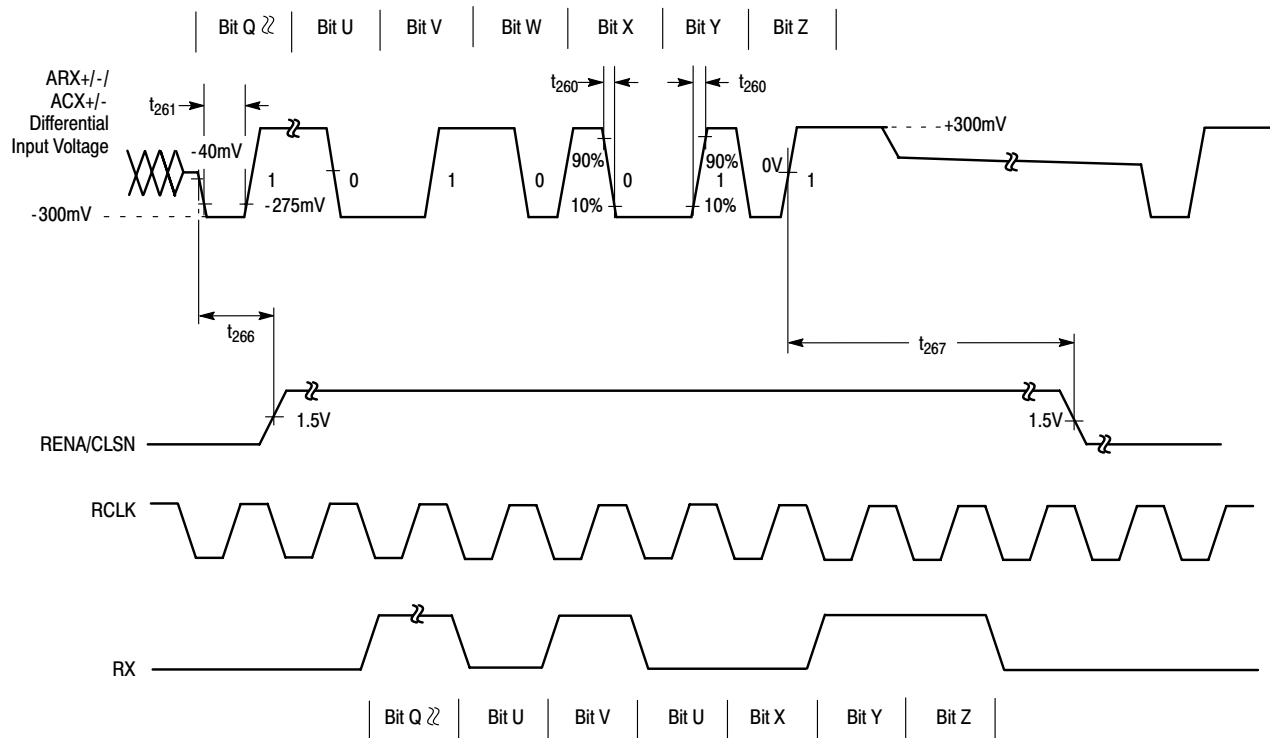 Bit Q Bit U Bit V Bit W Bit X Bit Y Bit Z
ARX+/-/
ACX+/-
Differential
Input Voltage
t261
t260
t260
-40mV
+300mV
90%
90%
0V
1 0 1 0 0 1 1
10%
10%
-275mV
-300mV
t266
t267
1.5V
1.5V
RENA/CLSN
RCLK
RX
Bit Q Bit U Bit V Bit U Bit X Bit Y Bit Z